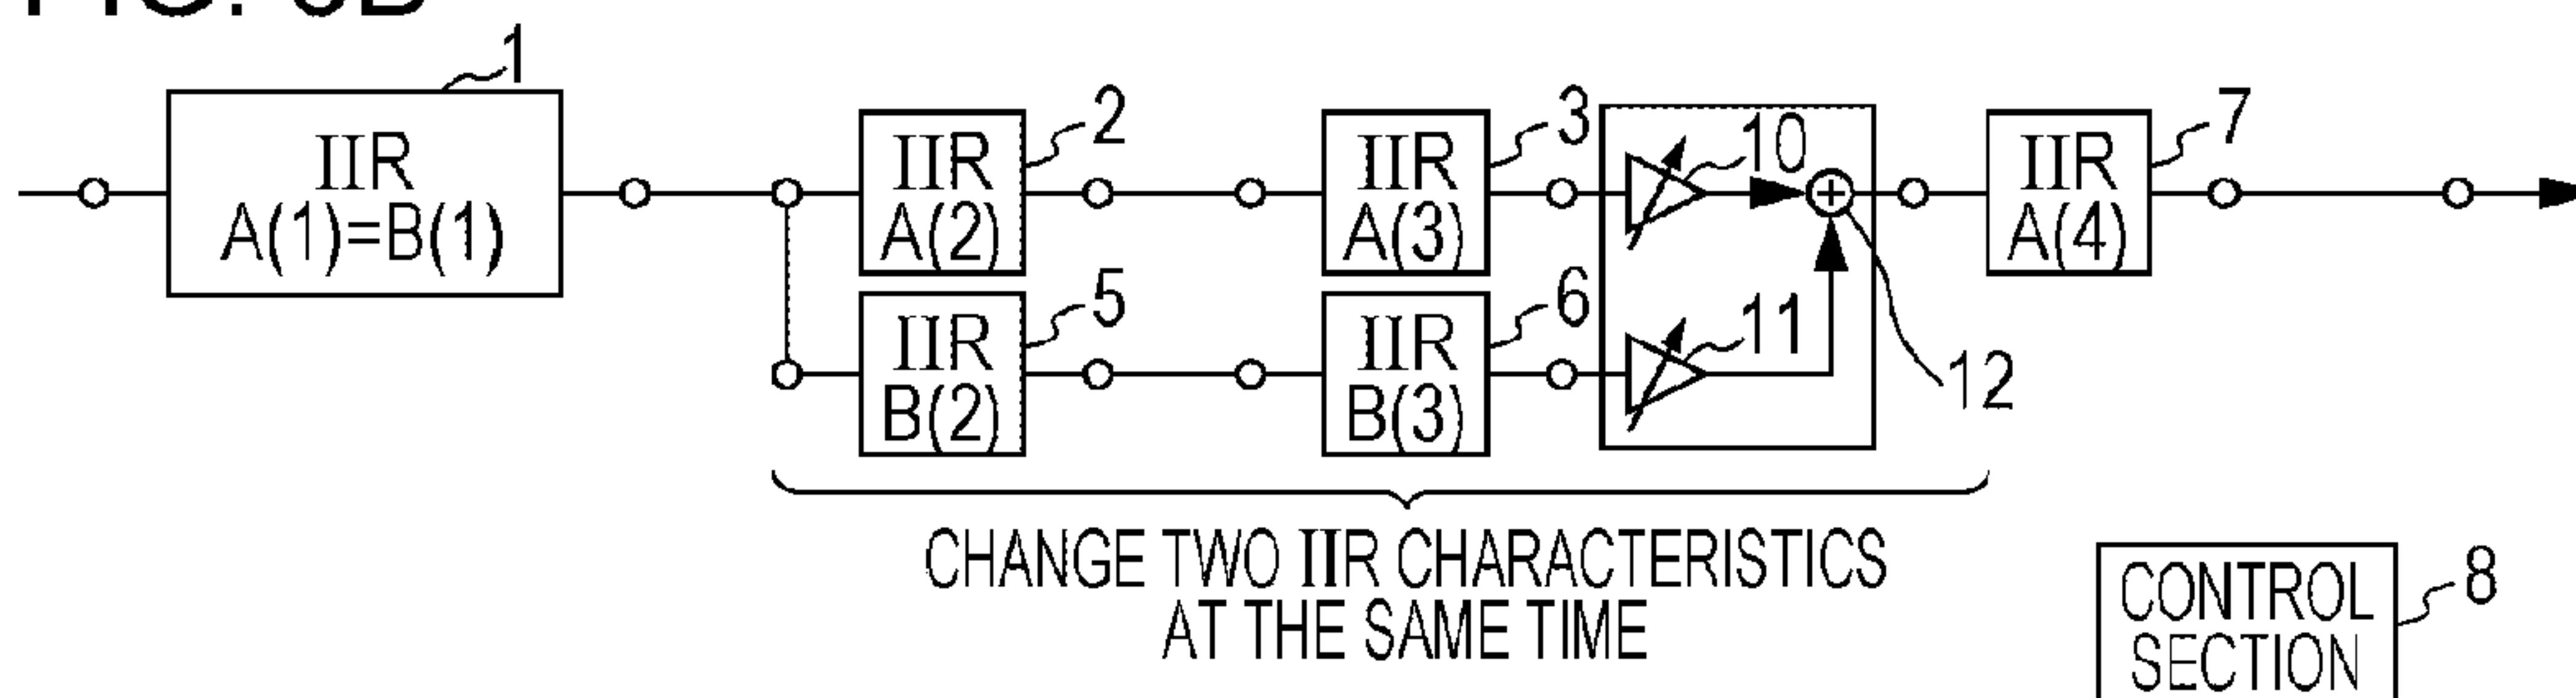 1
IIR
A(1)=B(1)
IIR
A(2)
2
IIR
A(3)
3
10
IIR
A(4)
7
IIR
B(2)
5
IIR
B(3)
6
11
12
CHANGE TWO IIR CHARACTERISTICS
AT THE SAME TIME
CONTROL
SECTION
8